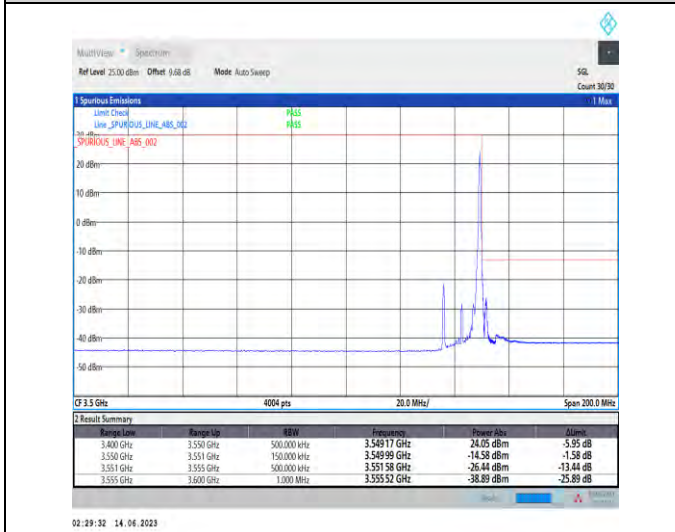 MultiView Spectrum
Ref Level 25.00 dBm Offset 9.68 dB Mode Auto Sweep SGL
Count 30/30
1 Spurious Emissions 1 Max
Limit Check PASS
Line _SPURIOUS_LINE_ABS_002 PASS
_SPURIOUS_LINE_ABS_002
20 dBm
10 dBm
0 dBm
-10 dBm
-20 dBm
-30 dBm
-40 dBm
-50 dBm
CF 3.5 GHz 4004 pts 20.0 MHz/ Span 200.0 MHz
2 Result Summary
Range Low Range Up RBW Frequency Power Abs ΔLimit
3.400 GHz 3.550 GHz 500.000 kHz 3.549 17 GHz 24.05 dBm -5.95 dB
3.550 GHz 3.551 GHz 150.000 kHz 3.549 99 GHz -14.58 dBm -1.58 dB
3.551 GHz 3.555 GHz 500.000 kHz 3.551 58 GHz -26.44 dBm -13.44 dB
3.555 GHz 3.600 GHz 1.000 MHz 3.555 52 GHz -38.89 dBm -25.89 dB
02:29:32 14.06.2023